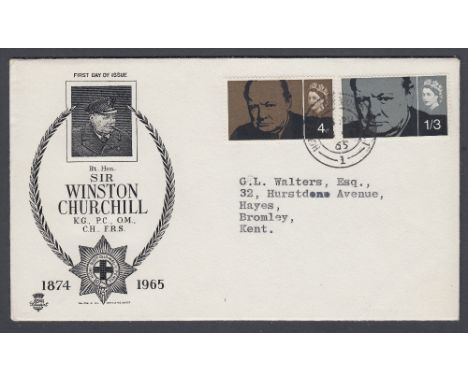 FIRST DAY OF ISSUE
Rt. Hon.
SIR
WINSTON
CHURCHILL
K.G., P.C., O.M.,
C.H., F.R.S.
1874 1965
4D
1/3
65
1
G.L. Walters, Esq.,
32, Hurstdene Avenue,
Hayes,
Bromley,
Kent.